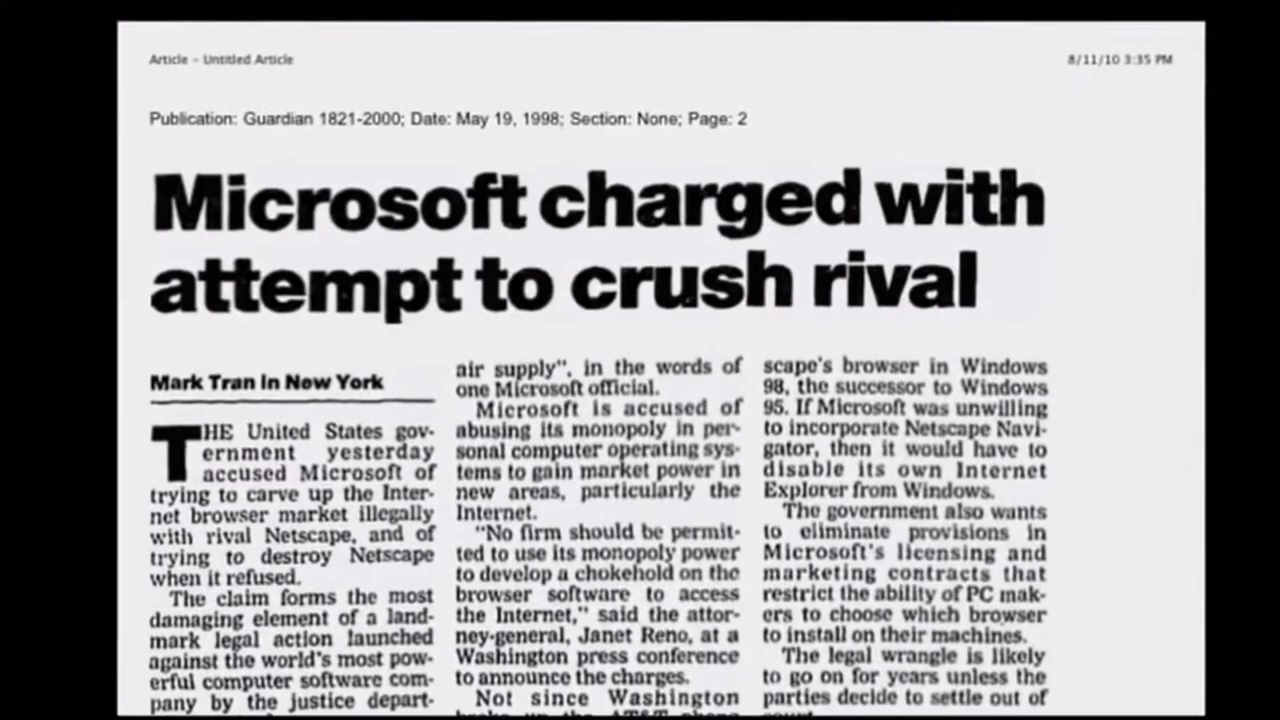 Article – Untitled Article
8/11/10 3:35 PM
Publication: Guardian 1821-2000; Date: May 19, 1998; Section: None; Page: 2
Microsoft charged with
attempt to crush rival
Mark Tran in New York
THE United States gov-
ernment yesterday
accused Microsoft of
trying to carve up the Inter-
net browser market illegally
with rival Netscape, and of
trying to destroy Netscape
when it refused.
The claim forms the most
damaging element of a land-
mark legal action launched
against the world's most pow-
erful computer software com-
pany by the justice depart-
air supply", in the words of
one Microsoft official.
Microsoft is accused of
abusing its monopoly in per-
sonal computer operating sys-
tems to gain market power in
new areas, particularly the
Internet.
"No firm should be permit-
ted to use its monopoly power
to develop a chokehold on the
browser software to access
the Internet," said the attor-
ney-general, Janet Reno, at a
Washington press conference
to announce the charges.
Not since Washington
scape's browser in Windows
98, the successor to Windows
95. If Microsoft was unwilling
to incorporate Netscape Navi-
gator, then it would have to
disable its own Internet
Explorer from Windows.
The government also wants
to eliminate provisions in
Microsoft's licensing and
marketing contracts that
restrict the ability of PC mak-
ers to choose which browser
to install on their machines.
The legal wrangle is likely
to go on for years unless the
parties decide to settle out of